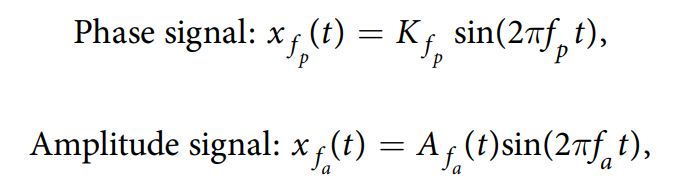 Phase signal: x_{f_p}(t) = K_{f_p} sin(2πf_p t),
Amplitude signal: x_{f_a}(t) = A_{f_a}(t)sin(2πf_a t),